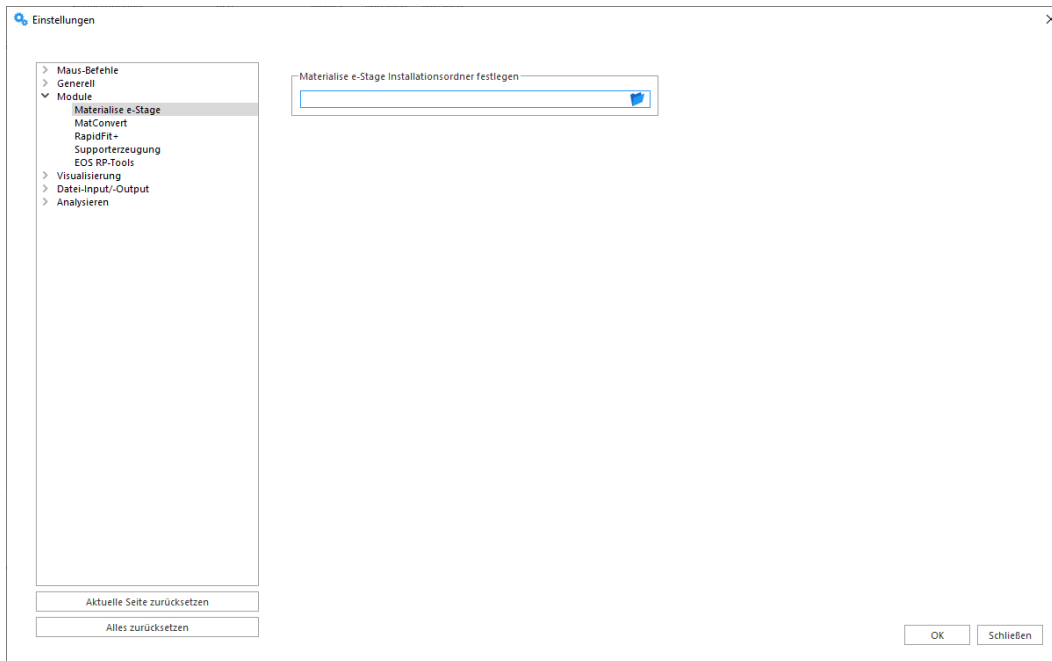 Einstellungen
Maus-Befehle
Generell
Module
Materialise e-Stage
MatConvert
RapidFit+
Supporterzeugung
EOS RP-Tools
Visualisierung
Datei-Input/-Output
Analysieren
Materialise e-Stage Installationsordner festlegen
Aktuelle Seite zurücksetzen
Alles zurücksetzen
OK
Schließen